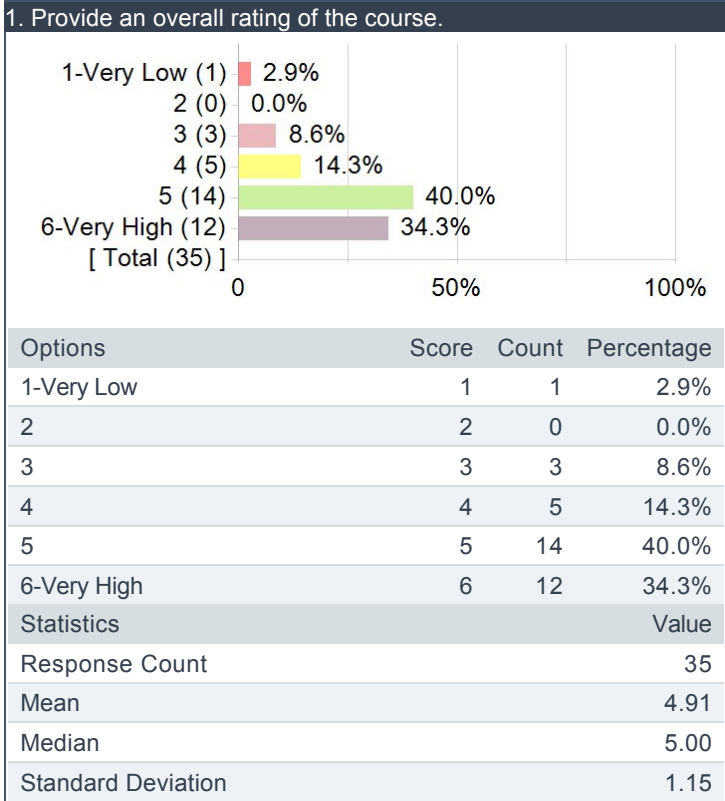 1. Provide an overall rating of the course.
1-Very Low (1) 2.9%
2 (0) 0.0%
3 (3) 8.6%
4 (5) 14.3%
5 (14) 40.0%
6-Very High (12) 34.3%
[ Total (35) ]
0 50% 100%
Options Score Count Percentage
1-Very Low 1 1 2.9%
2 2 0 0.0%
3 3 3 8.6%
4 4 5 14.3%
5 5 14 40.0%
6-Very High 6 12 34.3%
Statistics Value
Response Count 35
Mean 4.91
Median 5.00
Standard Deviation 1.15